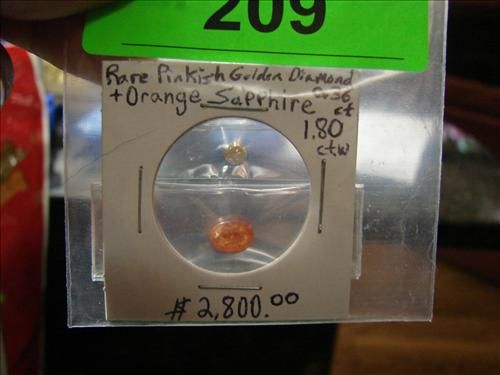 209
Rare Pinkish Golden Diamond
0.36
+ Orange Sapphire ct
1.80
ctw
$2,800.00